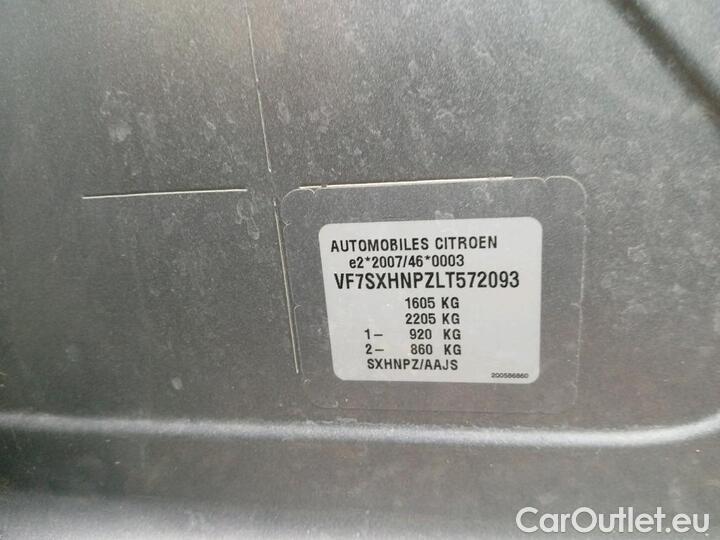 AUTOMOBILES CITROEN
e2*2007/46*0003
VF7SXHNPZLT572093
1605 KG
2205 KG
1- 920 KG
2- 860 KG
SXHNPZ/AAJS
200586860
CarOutlet.eu